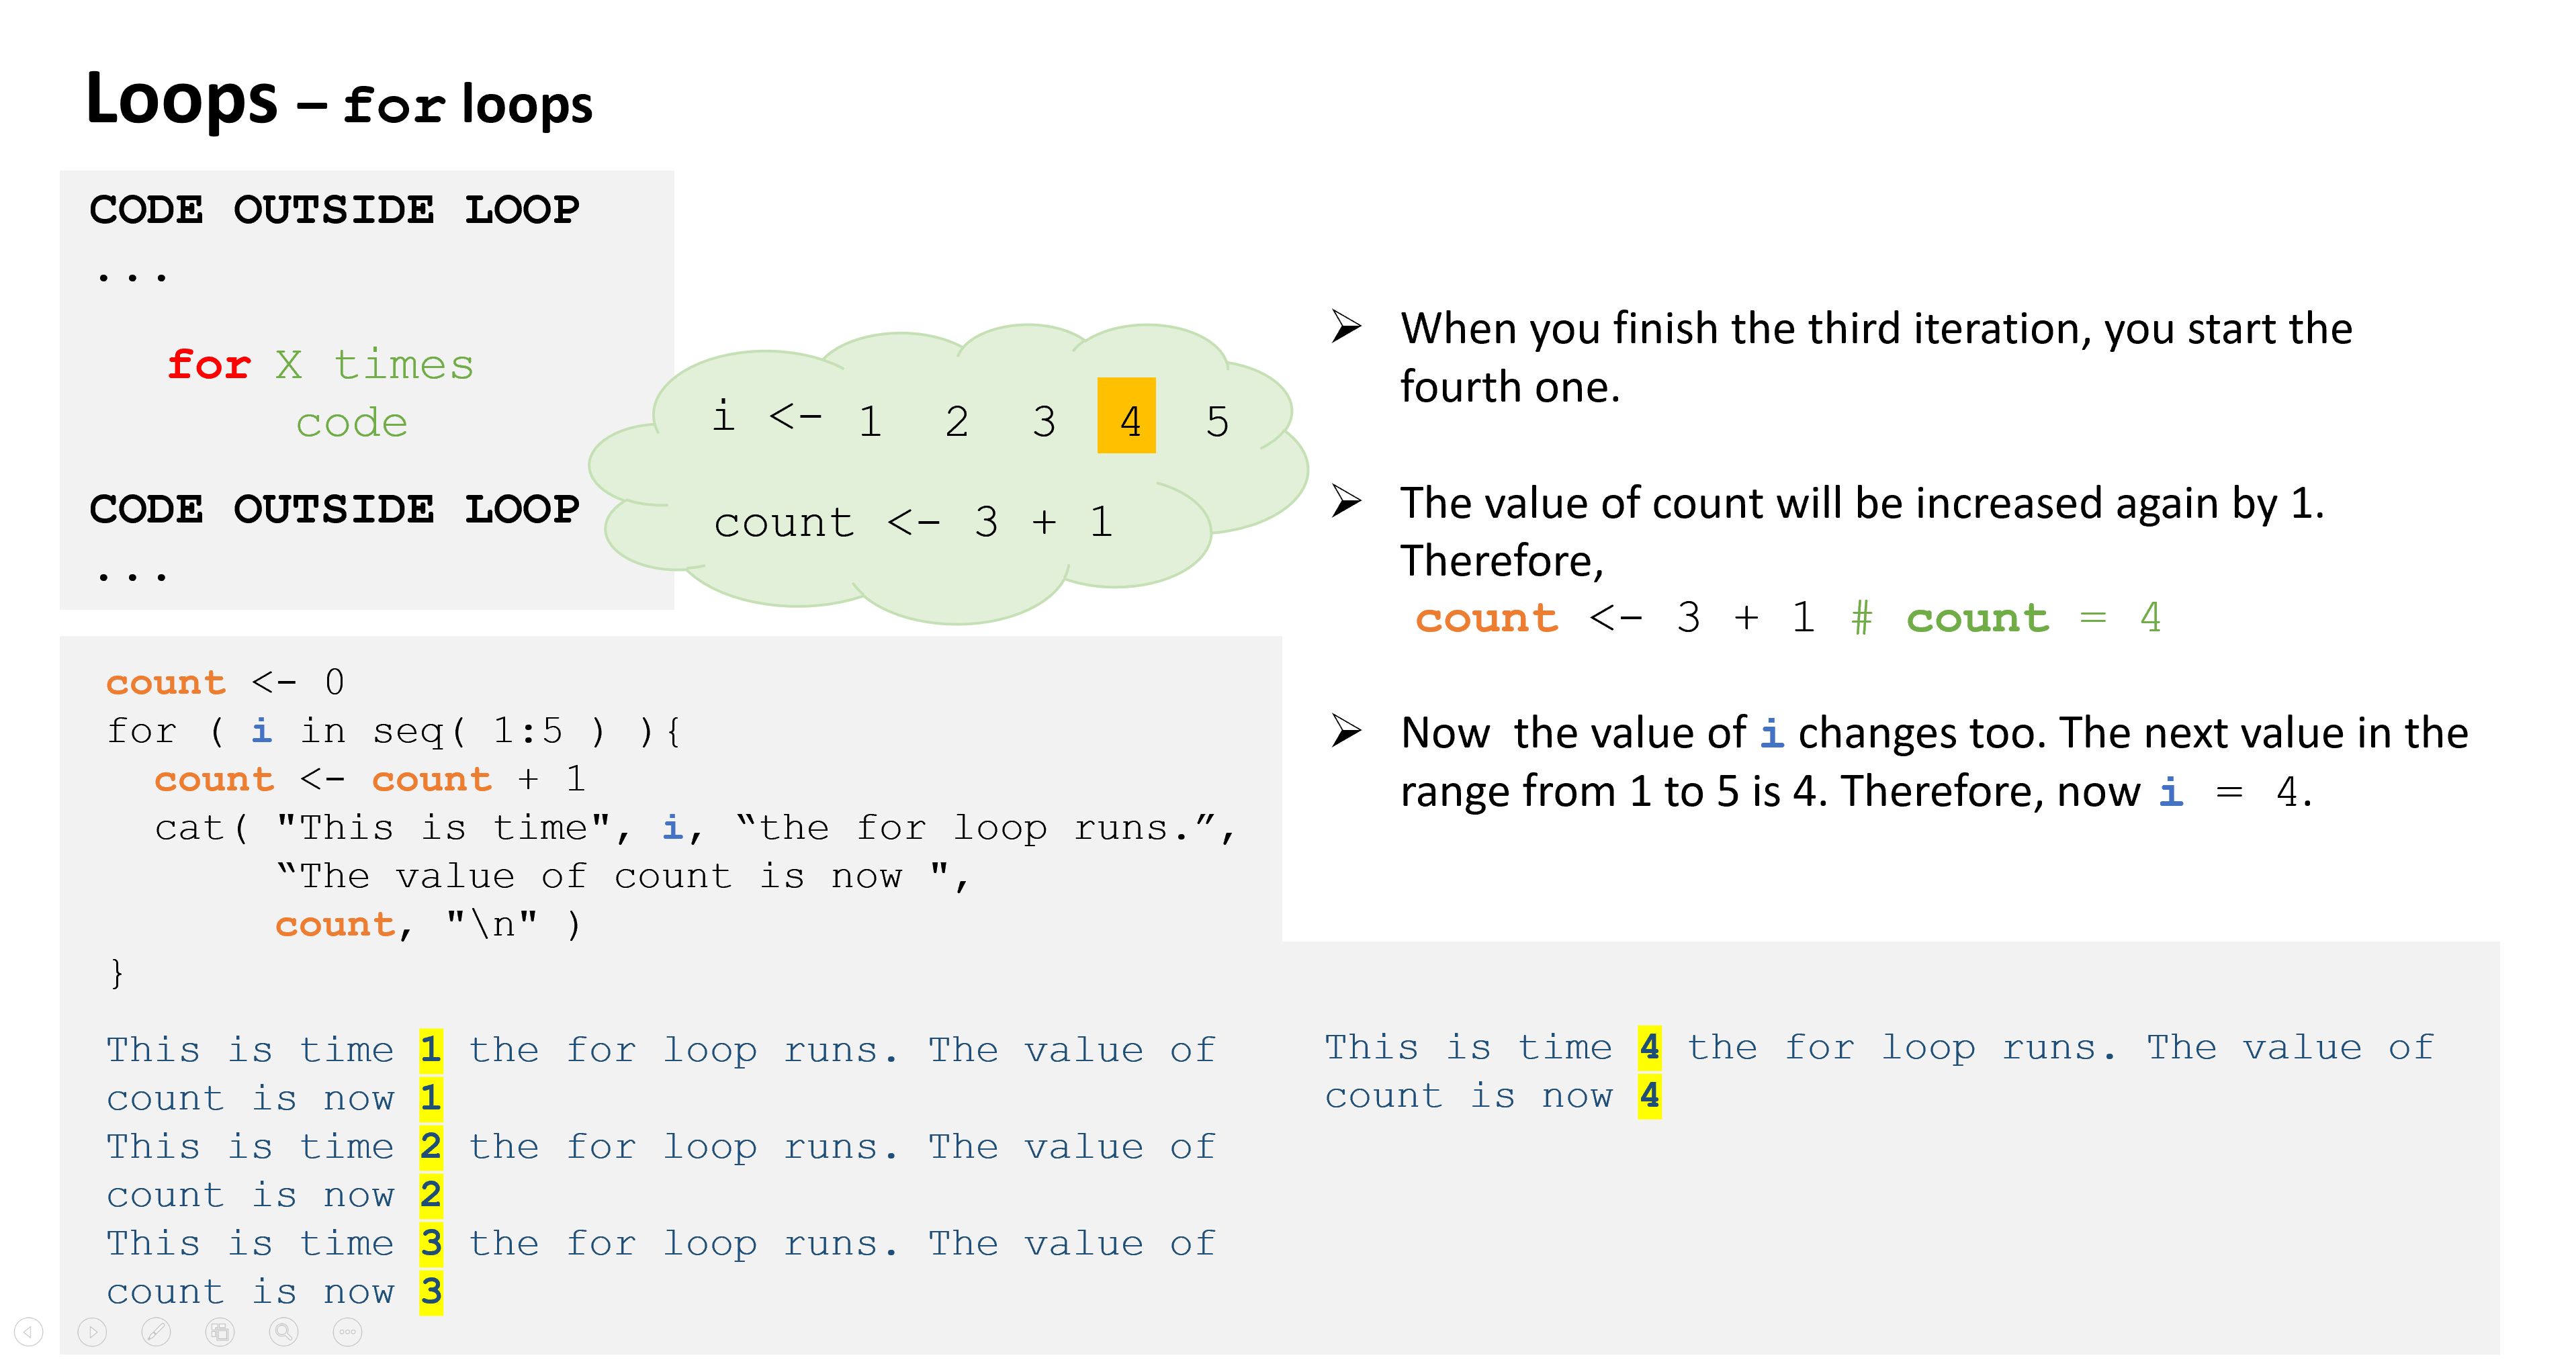 Loops – for loops
CODE OUTSIDE LOOP
...
for X times
code
CODE OUTSIDE LOOP
...
i <- 1 2 3 4 5
count <- 3 + 1
➢ When you finish the third iteration, you start the
fourth one.
➢ The value of count will be increased again by 1.
Therefore,
count <- 3 + 1 # count = 4
➢ Now  the value of i changes too. The next value in the
range from 1 to 5 is 4. Therefore, now i = 4.
count <- 0
for ( i in seq( 1:5 ) ){
count <- count + 1
cat( "This is time", i, “the for loop runs.”,
“The value of count is now ",
count, "\n" )
}
This is time 1 the for loop runs. The value of
count is now 1
This is time 2 the for loop runs. The value of
count is now 2
This is time 3 the for loop runs. The value of
count is now 3
This is time 4 the for loop runs. The value of
count is now 4